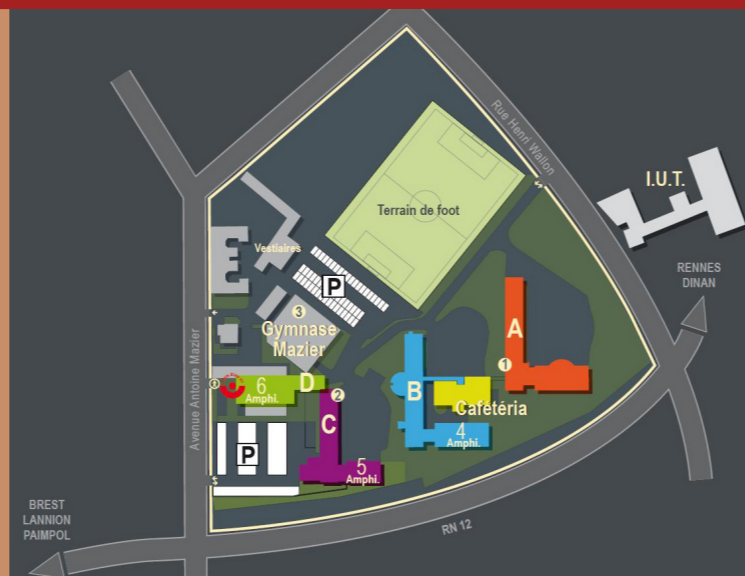 Rue Henri Wallon
I.U.T.
Terrain de foot
Vestiaires
RENNES
DINAN
P
3
Gymnase
Mazier
A
1
Avenue Antoine Mazier
6
Amphi.
D
2
B
Cafétéria
C
4
Amphi.
P
5
Amphi.
BREST
LANNION
PAIMPOL
RN 12